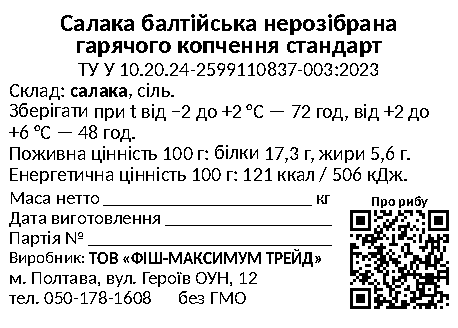 Салака балтійська нерозібрана
гарячого копчення стандарт
ТУ У 10.20.24-2599110837-003:2023
Склад: салака, сіль.
Зберігати при t від −2 до +2 °C — 72 год, від +2 до
+6 °C — 48 год.
Поживна цінність 100 г: білки 17,3 г, жири 5,6 г.
Енергетична цінність 100 г: 121 ккал / 506 кДж.
Маса нетто ______________________ кг
Дата виготовлення _________________
Партія № _________________________
Про рибу
Виробник: ТОВ «ФІШ-МАКСИМУМ ТРЕЙД»
м. Полтава, вул. Героїв ОУН, 12
тел. 050-178-1608 без ГМО